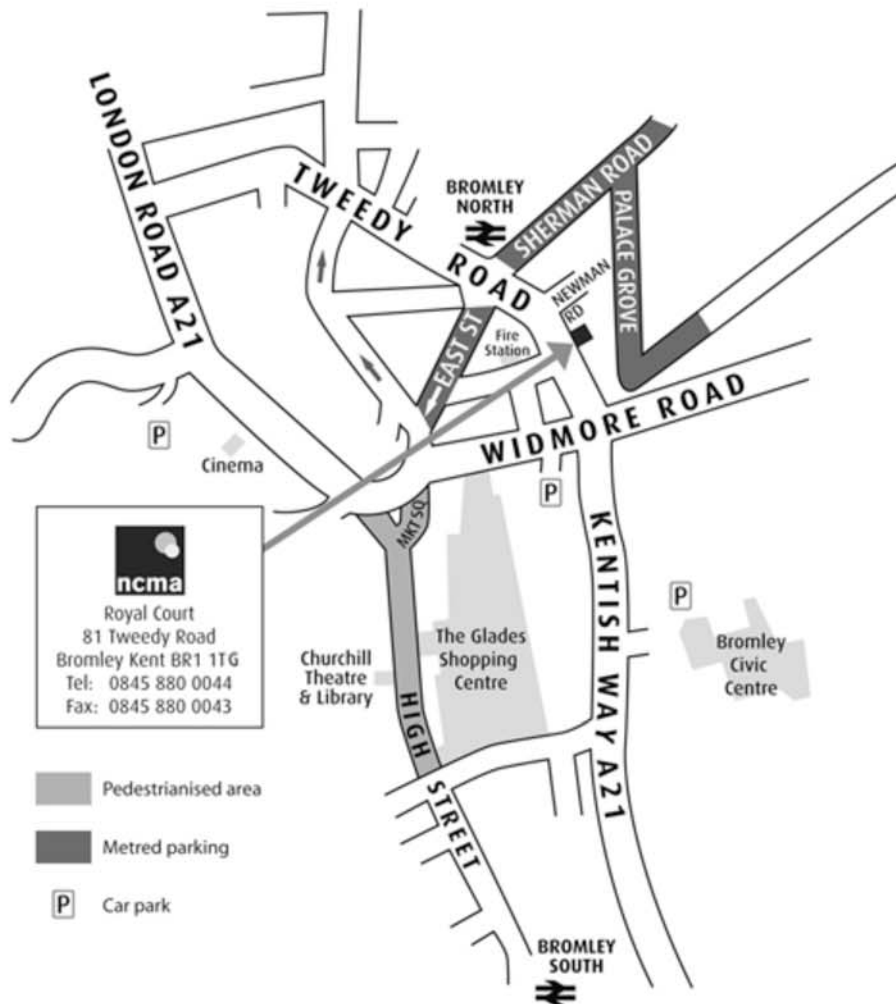 LONDON ROAD A21
TWEEDY
ROAD
BROMLEY
NORTH
SHERMAN ROAD
PALACE GROVE
NEWMAN
RD
EAST ST
Fire
Station
WIDMORE ROAD
P
Cinema
P
MKT SQ
KENTISH WAY A21
P
ncma
Royal Court
81 Tweedy Road
Bromley Kent BR1 1TG
Tel: 0845 880 0044
Fax: 0845 880 0043
Churchill
Theatre
& Library
The Glades
Shopping
Centre
Bromley
Civic
Centre
HIGH
STREET
Pedestrianised area
Metred parking
P Car park
BROMLEY
SOUTH